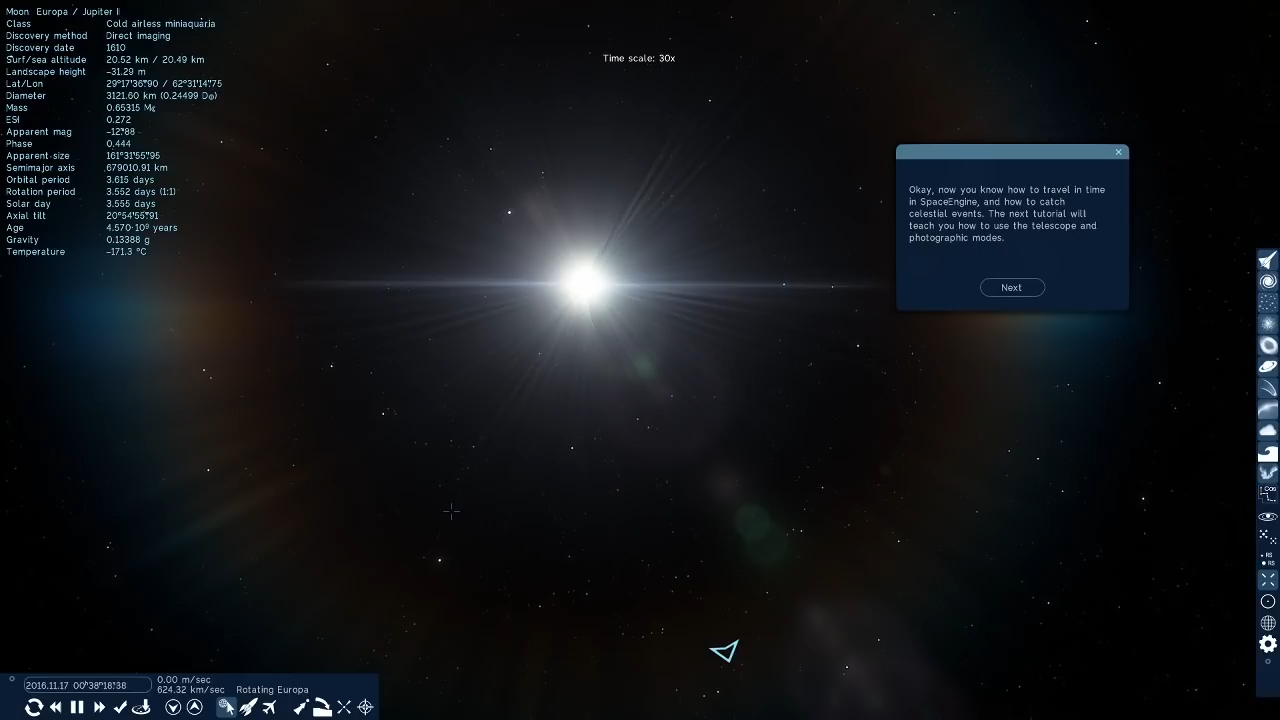 Moon Europa / Jupiter II
Class Cold airless miniaquaria
Discovery method Direct imaging
Discovery date 1610
Surf/sea altitude 20.52 km / 20.49 km
Landscape height -31.29 m
Lat/Lon 29°17'36"90 / 62°31'14"75
Diameter 3121.60 km (0.24499 D⊕)
Mass 0.65315 M☾
ESI 0.272
Apparent mag -12ᵐ88
Phase 0.444
Apparent size 161°31'55"95
Semimajor axis 679010.91 km
Orbital period 3.615 days
Rotation period 3.552 days (1:1)
Solar day 3.555 days
Axial tilt 20°54'55"91
Age 4.570·10⁹ years
Gravity 0.13388 g
Temperature -171.3 °C
Time scale: 30x
Okay, now you know how to travel in time
in SpaceEngine, and how to catch
celestial events. The next tutorial will
teach you how to use the telescope and
photographic modes.
Next
Cas
RS
RS
2016.11.17 00ʰ38ᵐ18ˢ38
0.00 m/sec
624.32 km/sec Rotating Europa